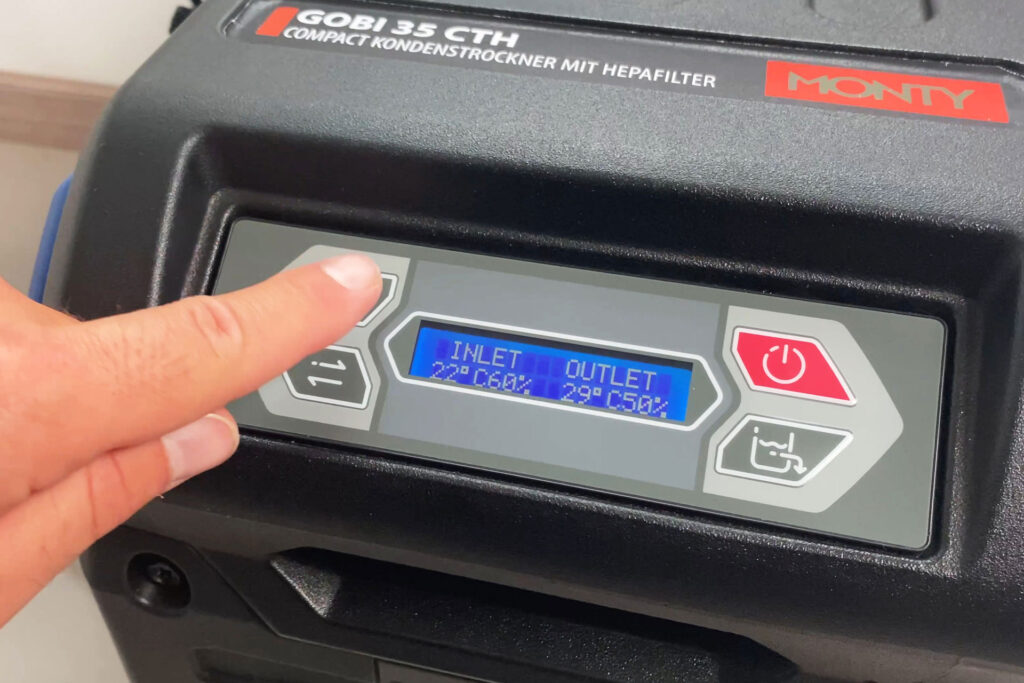 GOBI 35 CTH
COMPACT KONDENSTROCKNER MIT HEPAFILTER
MONTY
INLET OUTLET
22°C60% 29°C50%